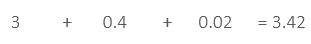 3 + 0.4 + 0.02 = 3.42